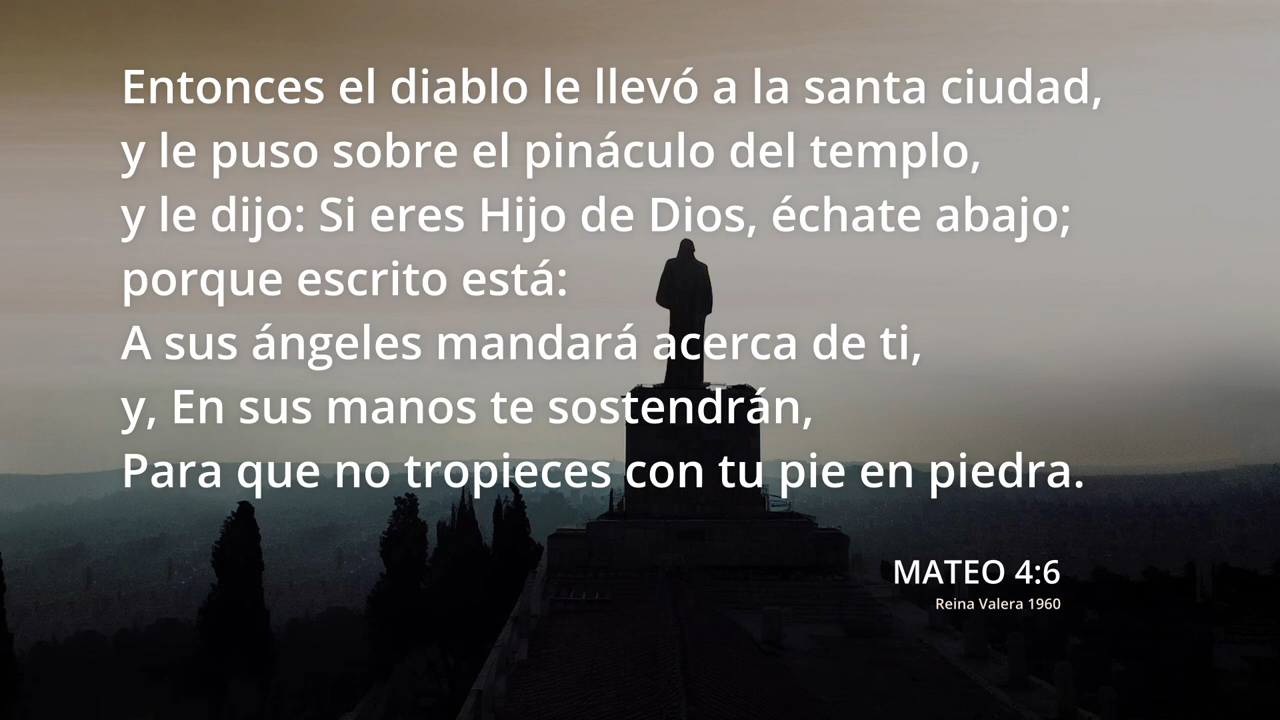 Entonces el diablo le llevó a la santa ciudad,
y le puso sobre el pináculo del templo,
y le dijo: Si eres Hijo de Dios, échate abajo;
porque escrito está:
A sus ángeles mandará acerca de ti,
y, En sus manos te sostendrán,
Para que no tropieces con tu pie en piedra.
MATEO 4:6
Reina Valera 1960